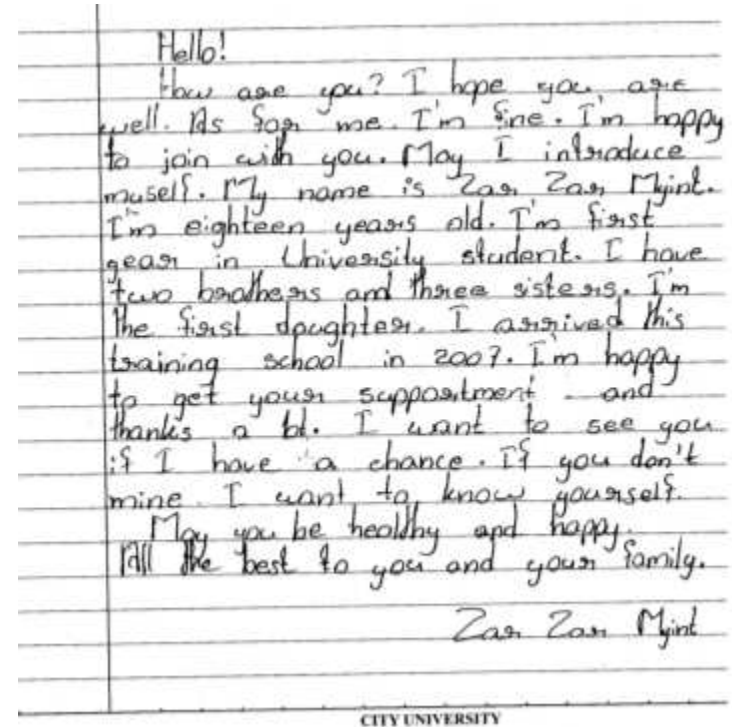 Hello!
How are you? I hope you are
well. As for me. I'm fine. I'm happy
to join with you. May I introduce
muself. My name is Zar Zar Myint.
I'm eighteen years old. I'm first
year in University student. I have
two brothers and three sisters. I'm
the first daughter. I arrived this
training school in 2007. I'm happy
to get your supportment and
thanks a lot. I want to see you
if I have a chance. If you don't
mine I want to know yourself.
May you be healthy and happy.
All the best to you and your family.
Zar Zar Myint
CITY UNIVERSITY